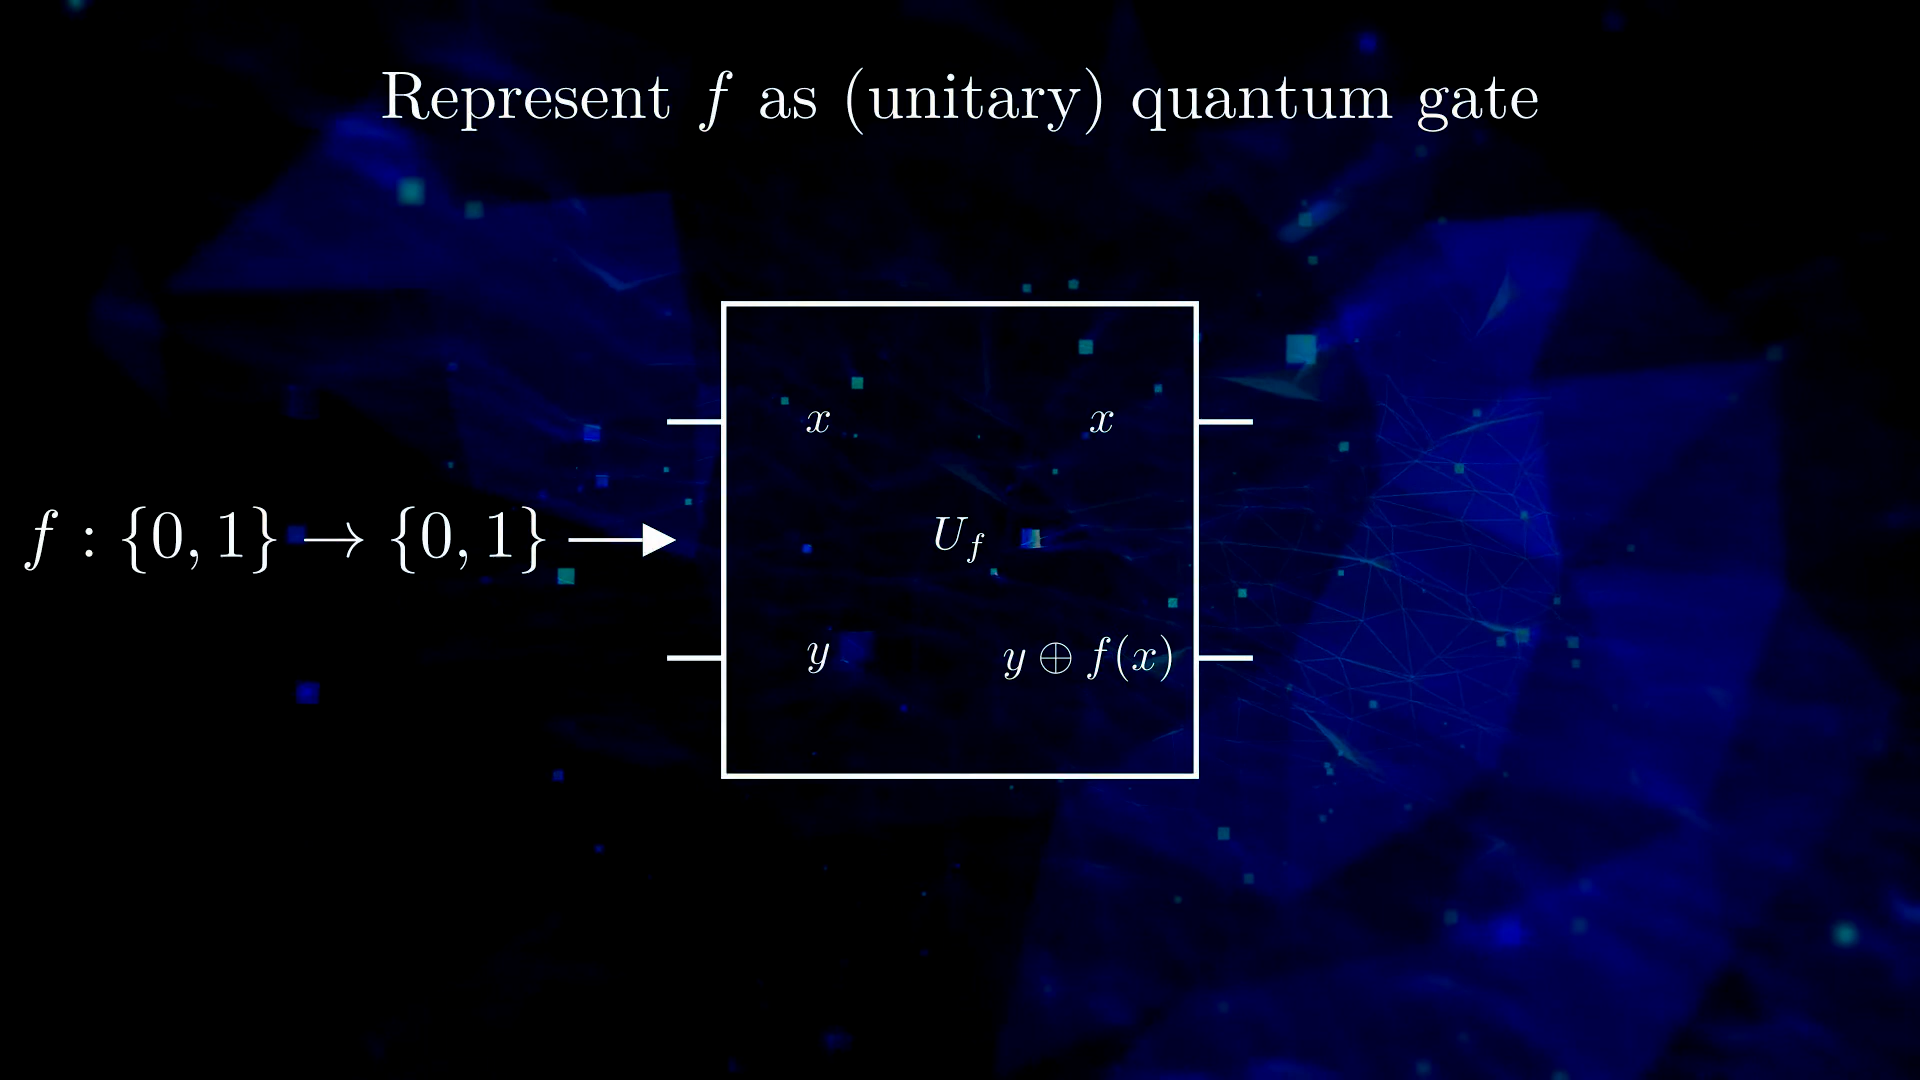 Represent f as (unitary) quantum gate
x x
f : {0, 1} → {0, 1}
U_f
y y ⊕ f(x)